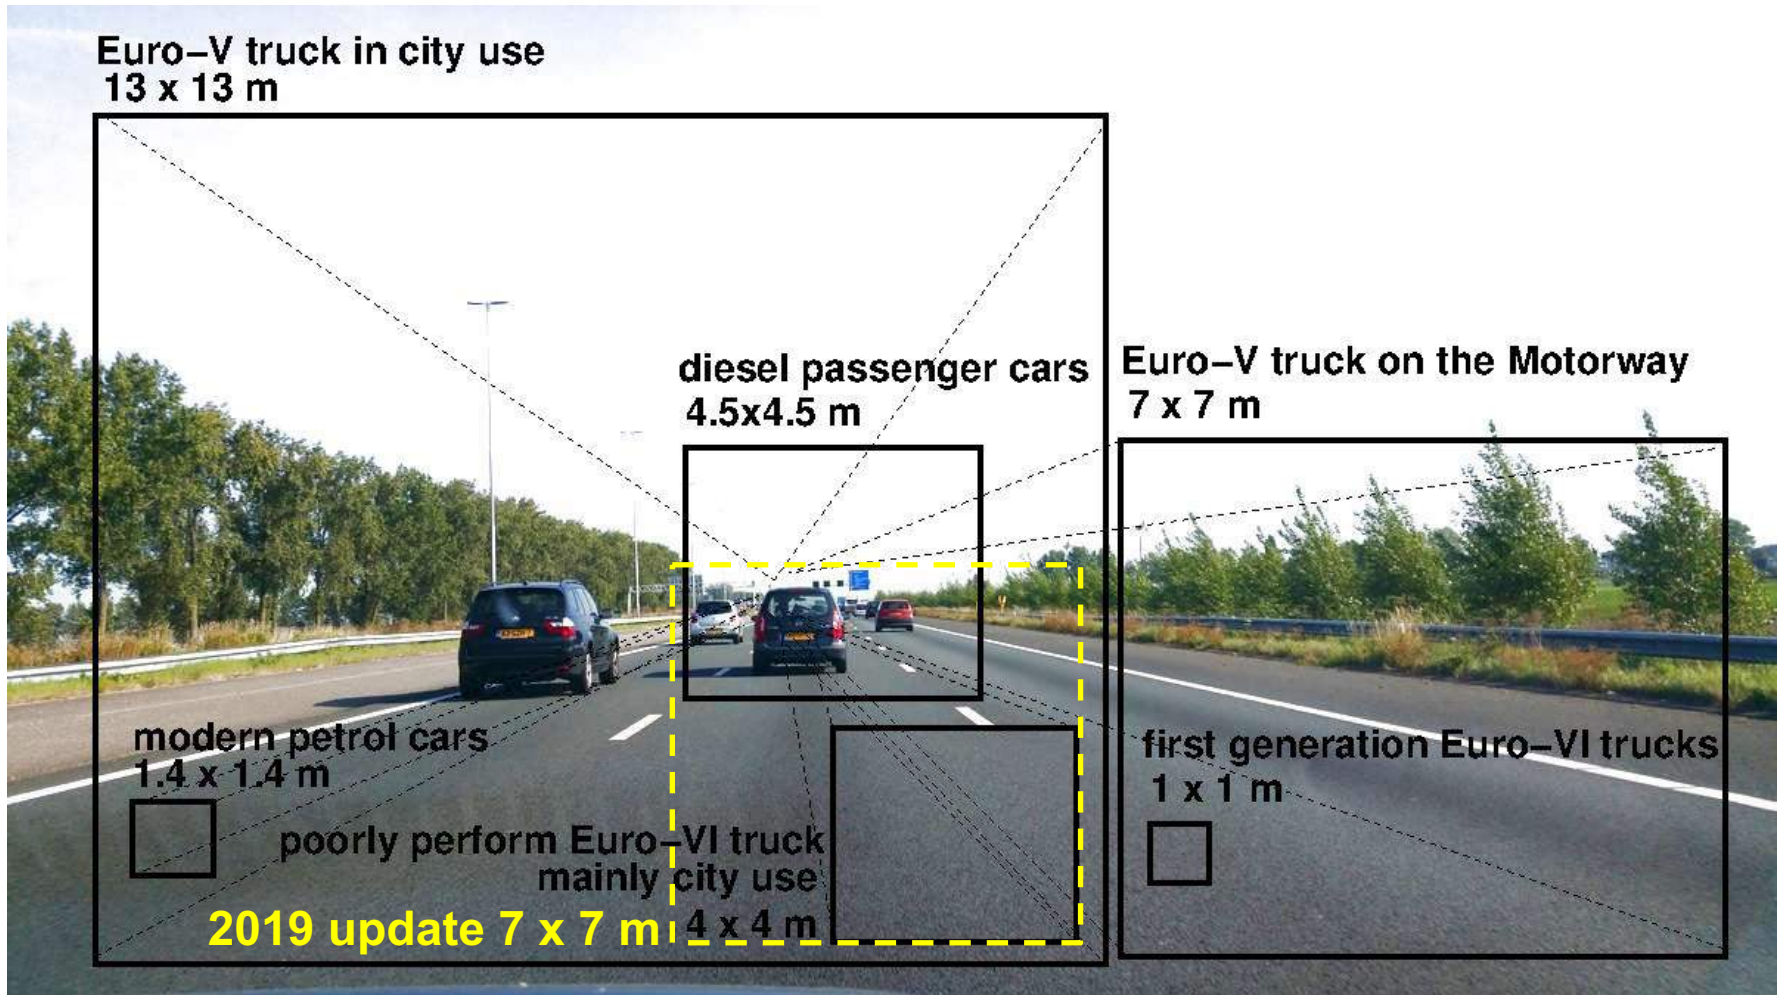 Euro–V truck in city use
13 x 13 m
diesel passenger cars
4.5x4.5 m
Euro–V truck on the Motorway
7 x 7 m
modern petrol cars
1.4 x 1.4 m
first generation Euro–VI trucks
1 x 1 m
poorly perform Euro–VI truck
mainly city use
4 x 4 m
2019 update 7 x 7 m